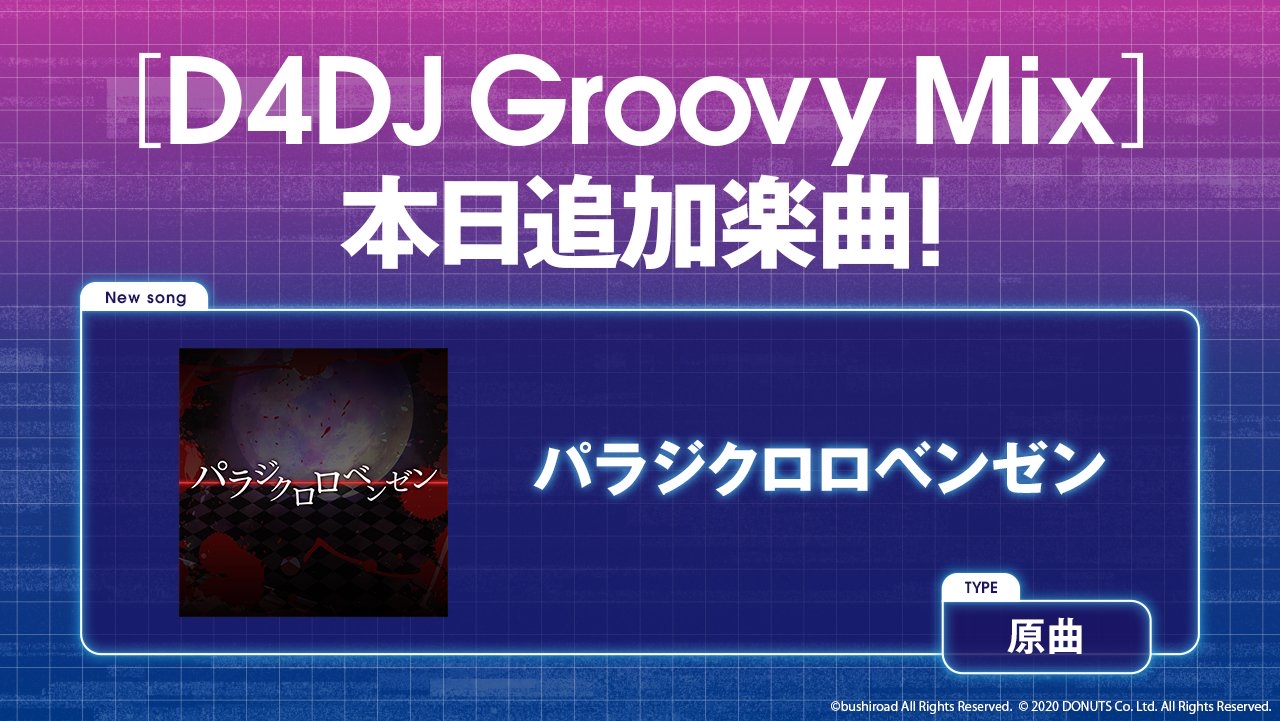 [D4DJ Groovy Mix]
本日追加楽曲!
New song
パラジクロロベンゼン
パラジクロロベンゼン
TYPE
原曲
©bushiroad All Rights Reserved. © 2020 DONUTS Co. Ltd. All Rights Reserved.